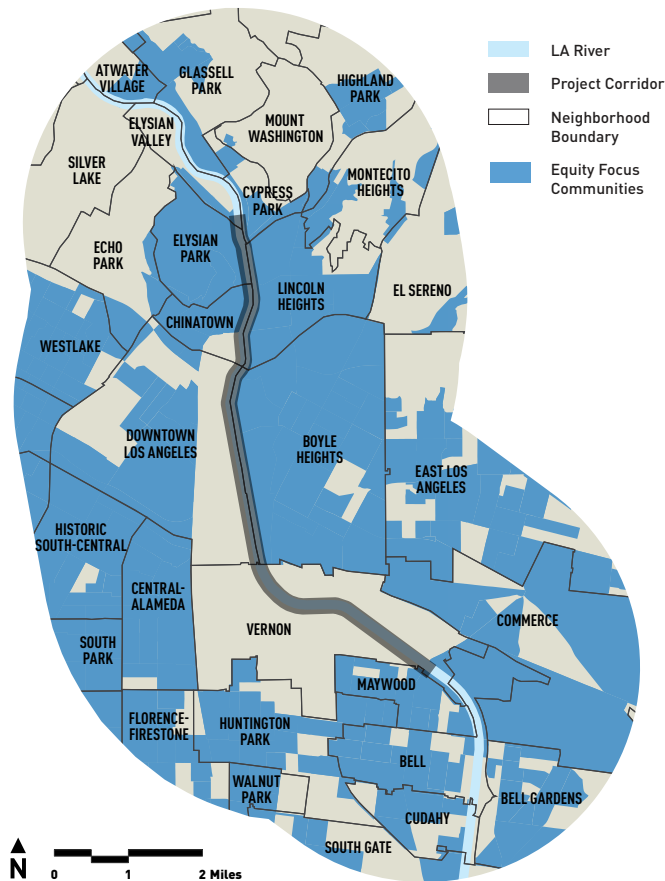 LA River
Project Corridor
Neighborhood
Boundary
Equity Focus
Communities
ATWATER
VILLAGE
GLASSELL
PARK
HIGHLAND
PARK
ELYSIAN
VALLEY
MOUNT
WASHINGTON
SILVER
LAKE
CYPRESS
PARK
MONTECITO
HEIGHTS
ECHO
PARK
ELYSIAN
PARK
LINCOLN
HEIGHTS
EL SERENO
CHINATOWN
WESTLAKE
DOWNTOWN
LOS ANGELES
BOYLE
HEIGHTS
EAST LOS
ANGELES
HISTORIC
SOUTH-CENTRAL
CENTRAL-
ALAMEDA
VERNON
COMMERCE
SOUTH
PARK
MAYWOOD
FLORENCE-
FIRESTONE
HUNTINGTON
PARK
BELL
WALNUT
PARK
BELL GARDENS
CUDAHY
SOUTH GATE
N
0 1 2 Miles